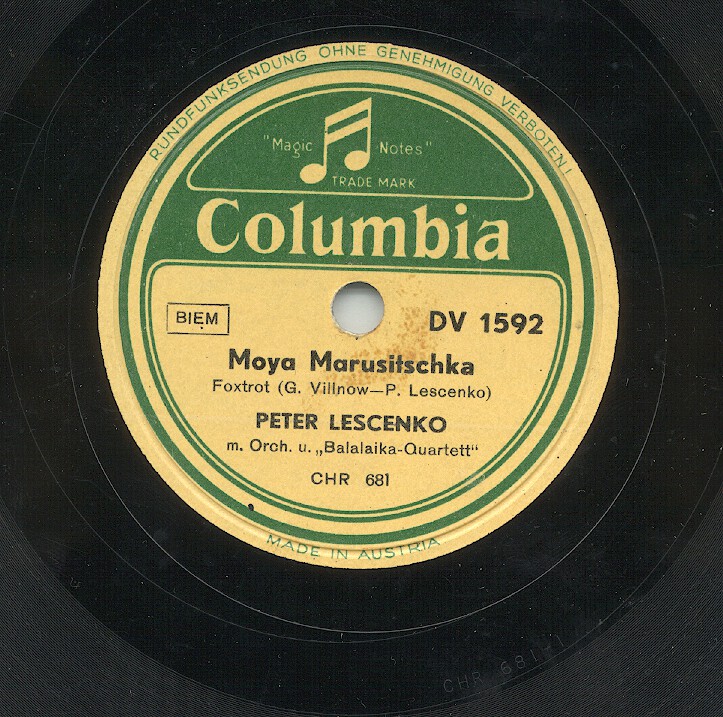 RUNDFUNKSENDUNG OHNE GENEHMIGUNG VERBOTEN!
"Magic Notes"
TRADE MARK
Columbia
BIEM
DV 1592
Moya Marusitschka
Foxtrot (G. Villnow—P. Lescenko)
PETER LESCENKO
m. Orch. u. „Balalaika-Quartett“
CHR 681
MADE IN AUSTRIA
CHR 681-1